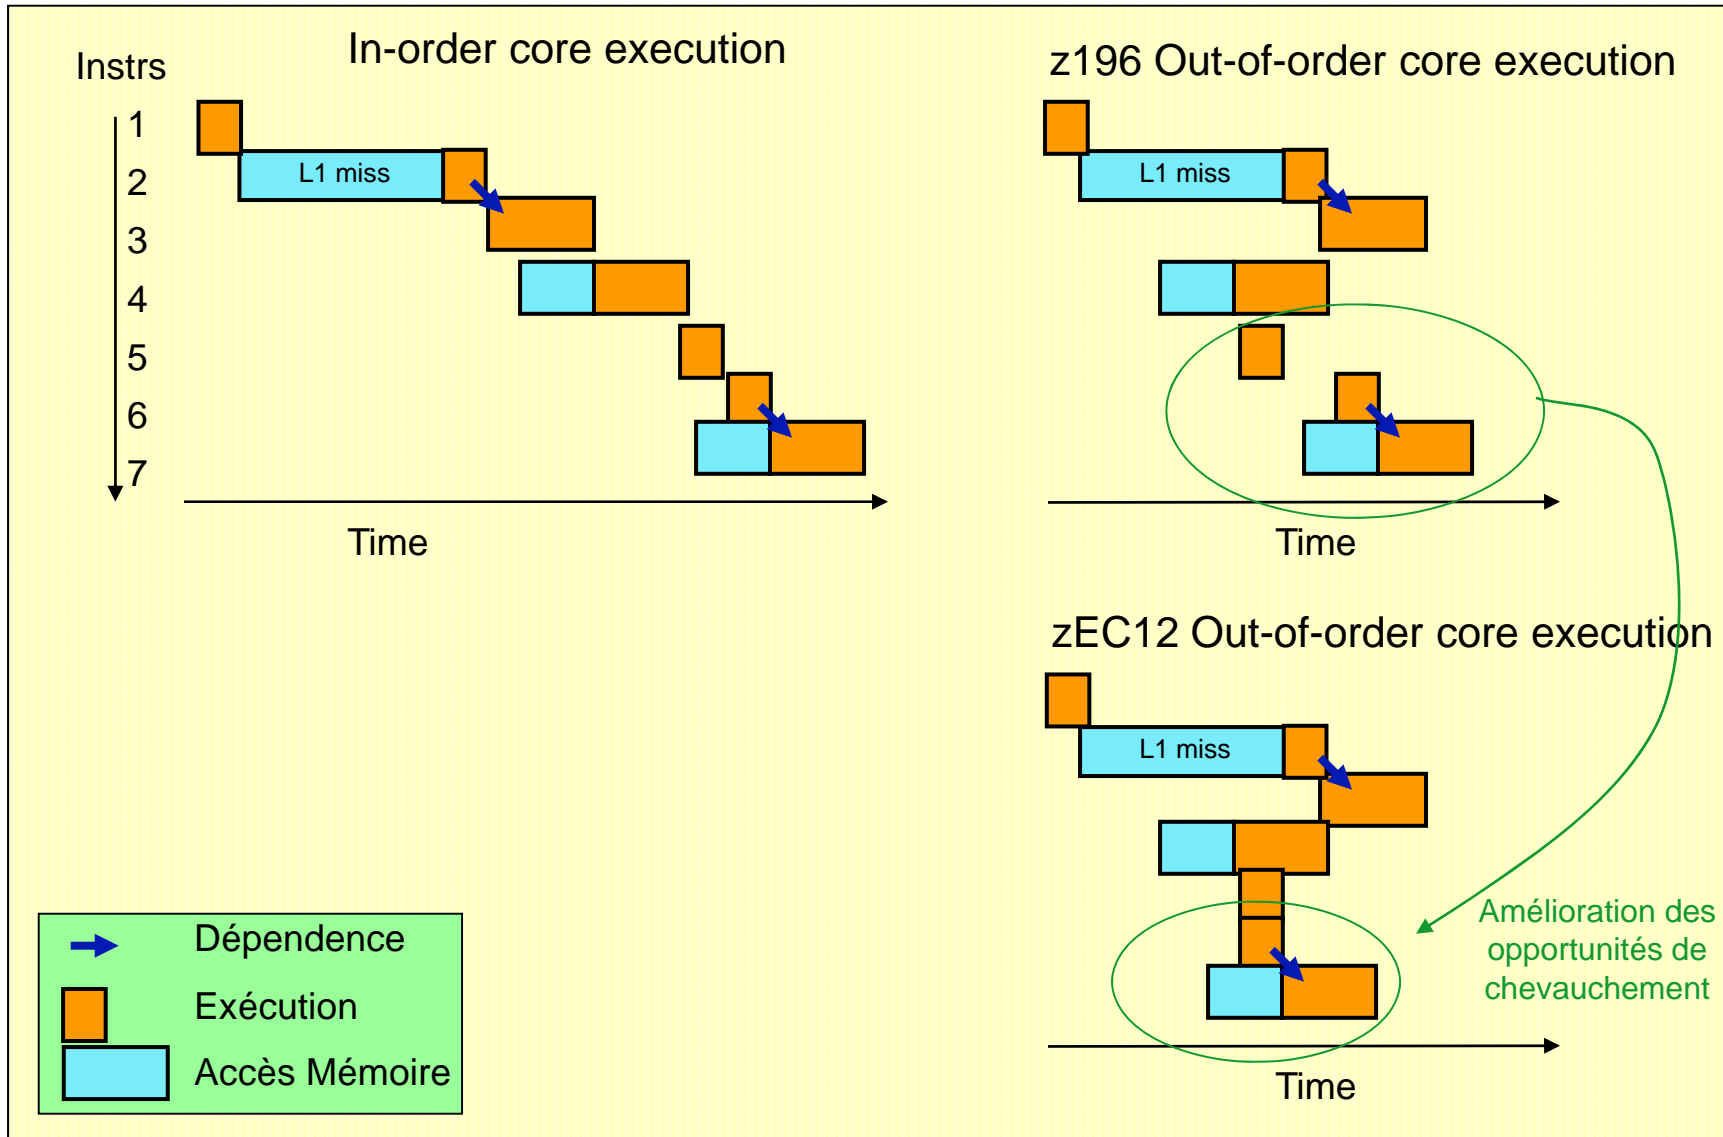 In-order core execution
Instrs
1
2
3
4
5
6
7
L1 miss
Time
z196 Out-of-order core execution
L1 miss
Time
zEC12 Out-of-order core execution
L1 miss
Time
Amélioration des
opportunités de
chevauchement
Dépendence
Exécution
Accès Mémoire